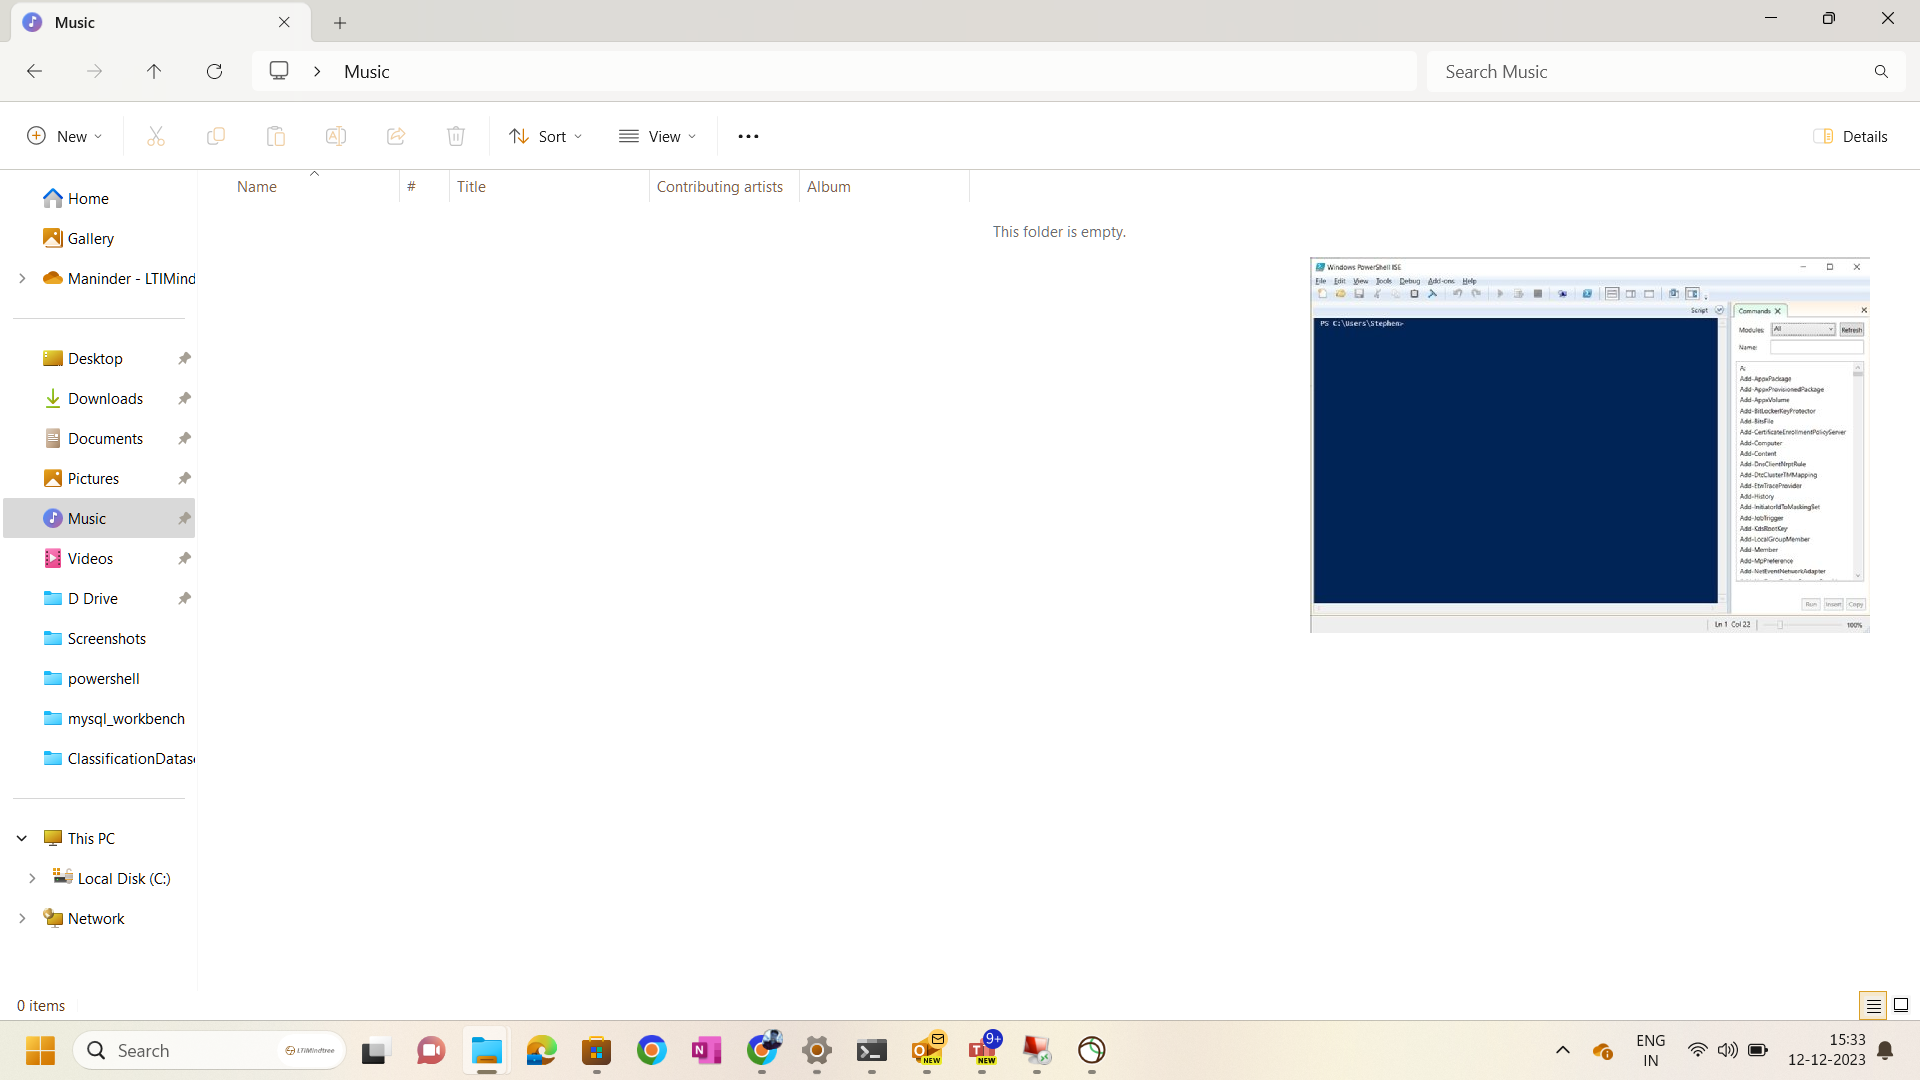 Music
Music
Search Music
New
Sort
View
Details
Name
#
Title
Contributing artists
Album
Home
Gallery
Maninder - LTIMind
Desktop
Downloads
Documents
Pictures
Music
Videos
D Drive
Screenshots
powershell
mysql_workbench
ClassificationDatas
This PC
Local Disk (C:)
Network
This folder is empty.
Windows PowerShell ISE
File Edit View Tools Debug Add-ons Help
Script
PS C:\Users\Stephen>
Commands
Modules: All Refresh
Name:
A:
Add-AppxPackage
Add-AppxProvisionedPackage
Add-AppxVolume
Add-BitLockerKeyProtector
Add-BitsFile
Add-CertificateEnrollmentPolicyServer
Add-Computer
Add-Content
Add-DnsClientNrptRule
Add-DtcClusterTMMapping
Add-EtwTraceProvider
Add-History
Add-InitiatorIdToMaskingSet
Add-JobTrigger
Add-KdsRootKey
Add-LocalGroupMember
Add-Member
Add-MpPreference
Add-NetEventNetworkAdapter
Run Insert Copy
Ln 1 Col 22 100%
0 items
Search
LTIMindtree
NEW
9+
NEW
ENG
IN
15:33
12-12-2023